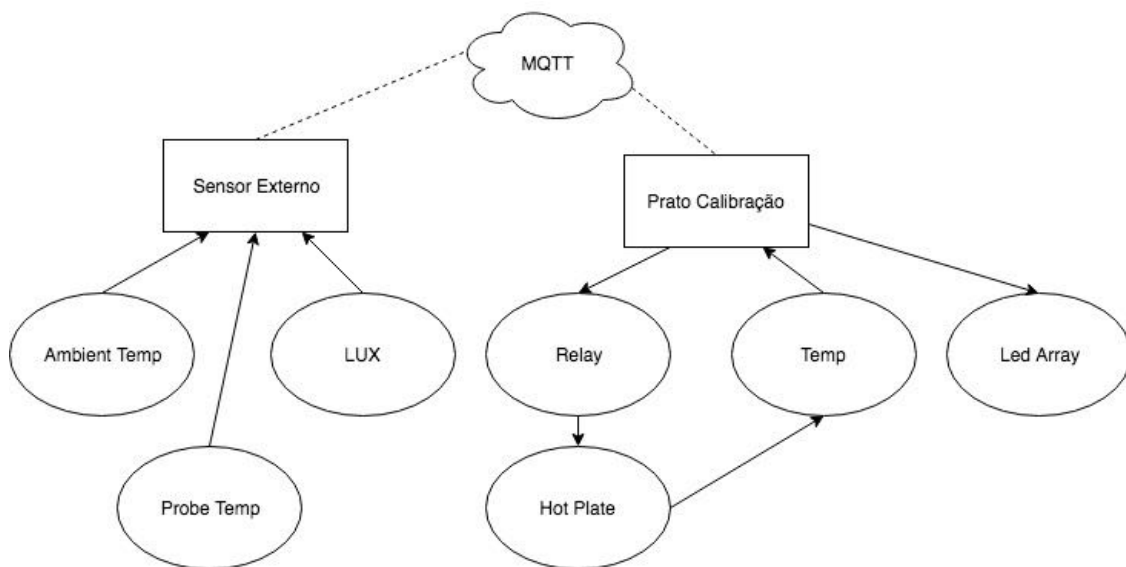 MQTT
Sensor Externo
Prato Calibração
Ambient Temp
LUX
Relay
Temp
Led Array
Probe Temp
Hot Plate